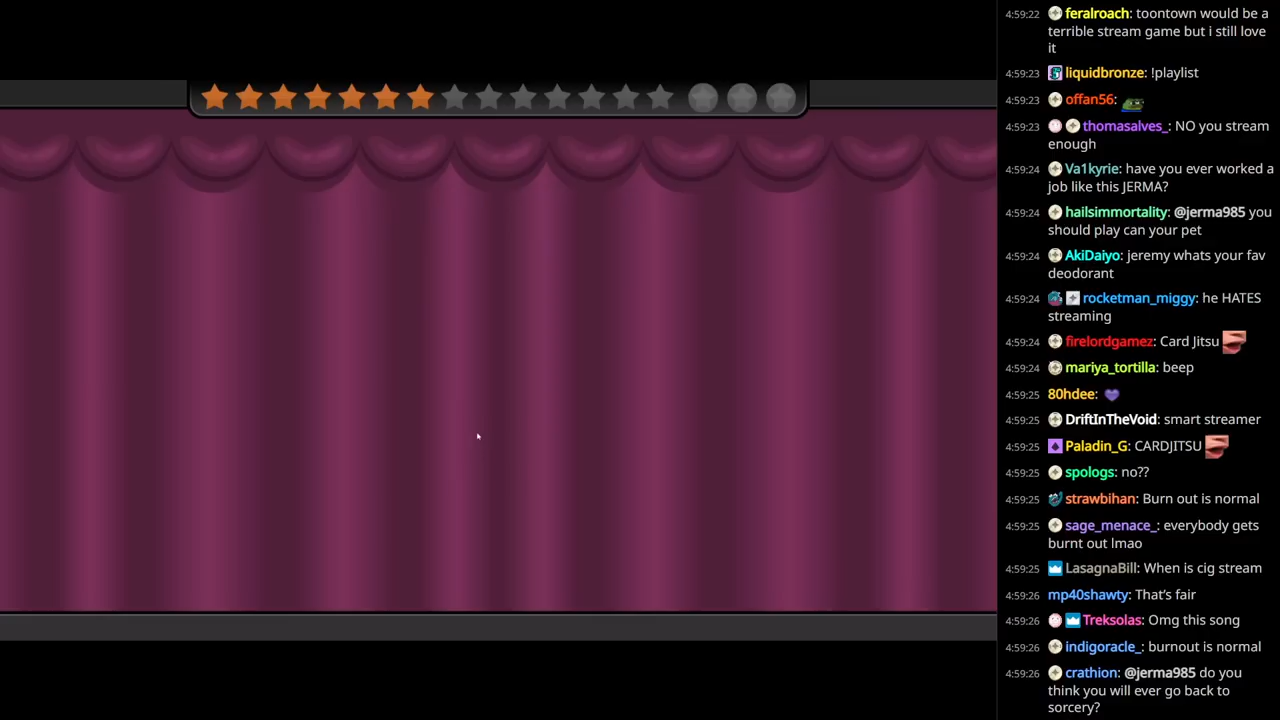 4:59:22 feralroach: toontown would be a
terrible stream game but i still love
it
4:59:23 liquidbronze: !playlist
4:59:23 offan56:
4:59:23 thomasalves_: NO you stream
enough
4:59:24 Va1kyrie: have you ever worked a
job like this JERMA?
4:59:24 hailsimmortality: @jerma985 you
should play can your pet
4:59:24 AkiDaiyo: jeremy whats your fav
deodorant
4:59:24 rocketman_miggy: he HATES
streaming
4:59:24 firelordgamez: Card Jitsu
4:59:24 mariya_tortilla: beep
4:59:25 80hdee:
4:59:25 DriftInTheVoid: smart streamer
4:59:25 Paladin_G: CARDJITSU
4:59:25 spologs: no??
4:59:25 strawbihan: Burn out is normal
4:59:25 sage_menace_: everybody gets
burnt out lmao
4:59:25 LasagnaBill: When is cig stream
4:59:26 mp40shawty: That's fair
4:59:26 Treksolas: Omg this song
4:59:26 indigoracle_: burnout is normal
4:59:26 crathion: @jerma985 do you
think you will ever go back to
sorcery?